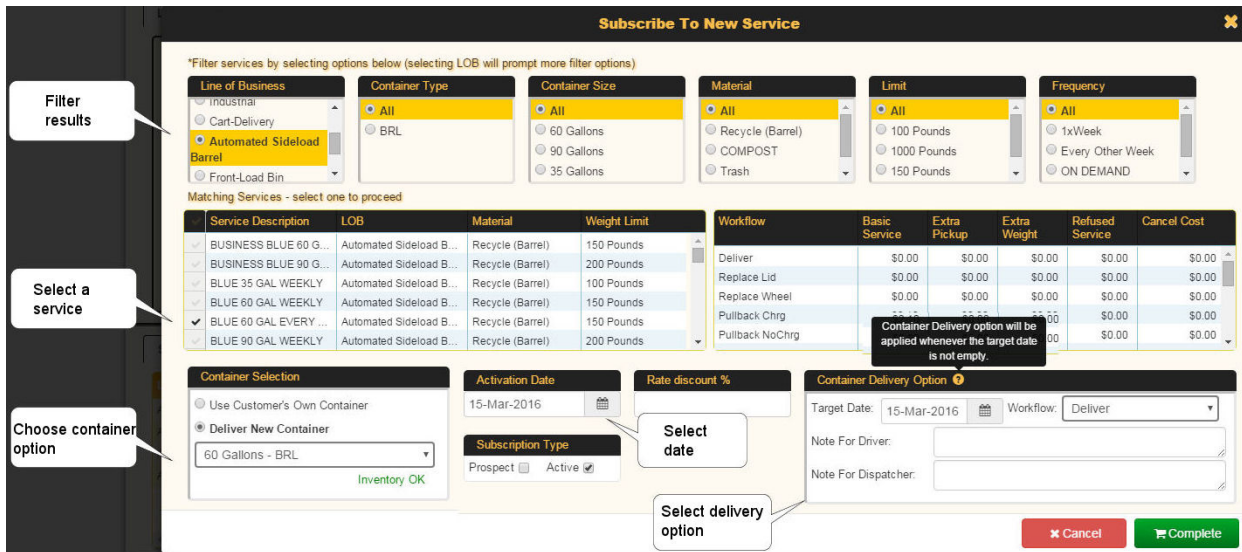 Subscribe To New Service
*Filter services by selecting options below (selecting LOB will prompt more filter options)
Filter
results
Line of Business
Industrial
Cart-Delivery
Automated Sideload
Barrel
Front-Load Bin
Container Type
All
BRL
Container Size
All
60 Gallons
90 Gallons
35 Gallons
Material
All
Recycle (Barrel)
COMPOST
Trash
Limit
All
100 Pounds
1000 Pounds
150 Pounds
Frequency
All
1xWeek
Every Other Week
ON DEMAND
Matching Services - select one to proceed
Select a
service
Service Description LOB Material Weight Limit
BUSINESS BLUE 60 G... Automated Sideload B... Recycle (Barrel) 150 Pounds
BUSINESS BLUE 90 G... Automated Sideload B... Recycle (Barrel) 200 Pounds
BLUE 35 GAL WEEKLY Automated Sideload B... Recycle (Barrel) 100 Pounds
BLUE 60 GAL WEEKLY Automated Sideload B... Recycle (Barrel) 150 Pounds
BLUE 60 GAL EVERY ... Automated Sideload B... Recycle (Barrel) 150 Pounds
BLUE 90 GAL WEEKLY Automated Sideload B... Recycle (Barrel) 200 Pounds
Workflow Basic Service Extra Pickup Extra Weight Refused Service Cancel Cost
Deliver $0.00 $0.00 $0.00 $0.00 $0.00
Replace Lid $0.00 $0.00 $0.00 $0.00 $0.00
Replace Wheel $0.00 $0.00 $0.00 $0.00 $0.00
Pullback Chrg $0.00 $0.00
Pullback NoChrg $0.00 $0.00
Container Delivery option will be
applied whenever the target date
is not empty.
Choose container
option
Container Selection
Use Customer's Own Container
Deliver New Container
60 Gallons - BRL
Inventory OK
Activation Date
15-Mar-2016
Rate discount %
Select
date
Subscription Type
Prospect Active
Container Delivery Option
Target Date: 15-Mar-2016 Workflow: Deliver
Note For Driver:
Note For Dispatcher:
Select delivery
option
Cancel Complete